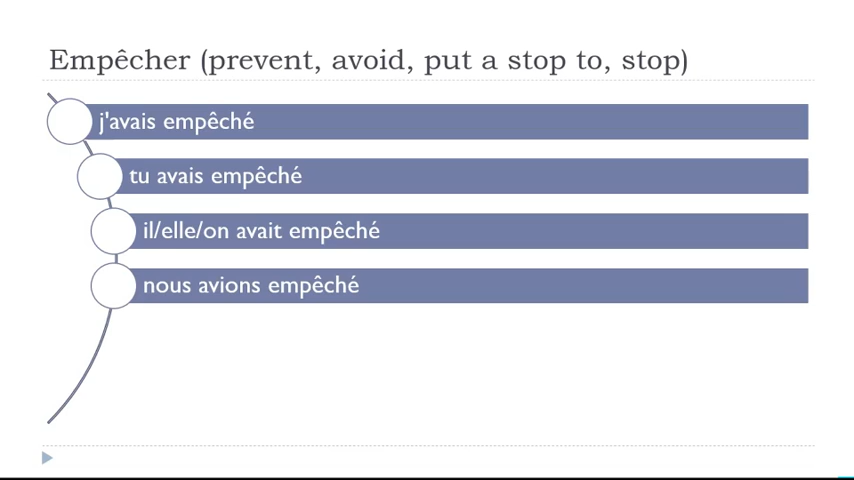 Empêcher (prevent, avoid, put a stop to, stop)
j'avais empêché
tu avais empêché
il/elle/on avait empêché
nous avions empêché